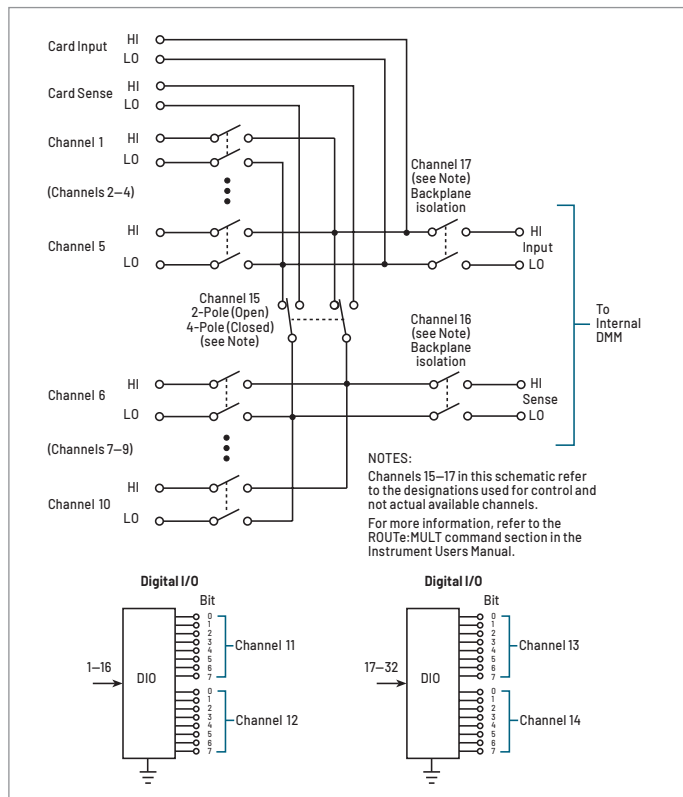 Card Input HI
LO
Card Sense HI
LO
Channel 1 HI
LO
(Channels 2–4)
Channel 5 HI
LO
Channel 17
(see Note)
Backplane
isolation
HI
Input
LO
Channel 15
2-Pole (Open)
4-Pole (Closed)
(see Note)
Channel 16
(see Note)
Backplane
isolation
To
Internal
DMM
Channel 6 HI
LO
HI
Sense
LO
(Channels 7–9)
Channel 10 HI
LO
NOTES:
Channels 15–17 in this schematic refer
to the designations used for control and
not actual available channels.
For more information, refer to the
ROUTe:MULT command section in the
Instrument Users Manual.
Digital I/O
Bit
1–16
DIO
0
1
2
3
4
5
6
7
Channel 11
0
1
2
3
4
5
6
7
Channel 12
Digital I/O
Bit
17–32
DIO
0
1
2
3
4
5
6
7
Channel 13
0
1
2
3
4
5
6
7
Channel 14